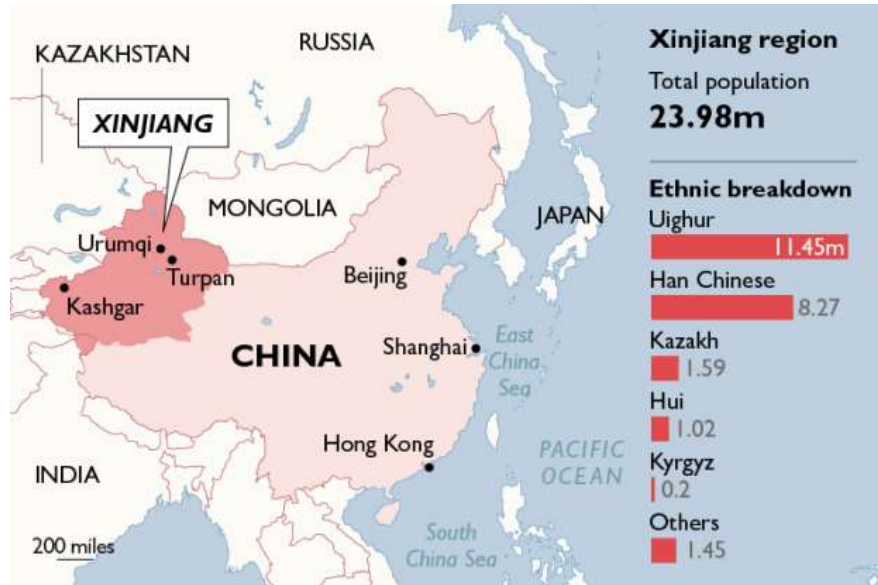 KAZAKHSTAN
RUSSIA
XINJIANG
MONGOLIA
JAPAN
Urumqi
Turpan
Beijing
Kashgar
CHINA
Shanghai
East
China
Sea
Hong Kong
PACIFIC
OCEAN
INDIA
South
China Sea
200 miles
Xinjiang region
Total population
23.98m
Ethnic breakdown
Uighur
11.45m
Han Chinese
8.27
Kazakh
1.59
Hui
1.02
Kyrgyz
0.2
Others
1.45